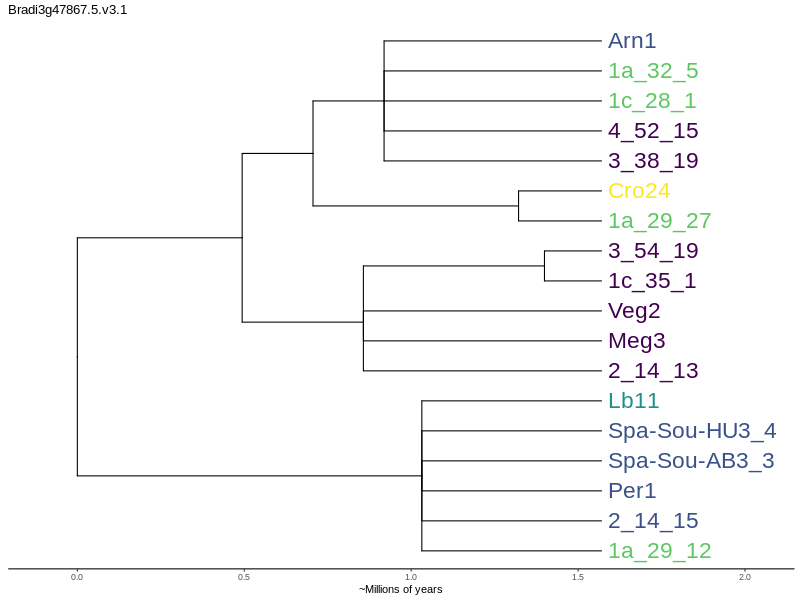 Bradi3g47867.5.v3.1
Arn1
1a_32_5
1c_28_1
4_52_15
3_38_19
Cro24
1a_29_27
3_54_19
1c_35_1
Veg2
Meg3
2_14_13
Lb11
Spa-Sou-HU3_4
Spa-Sou-AB3_3
Per1
2_14_15
1a_29_12
0.0 0.5 1.0 1.5 2.0
~Millions of years